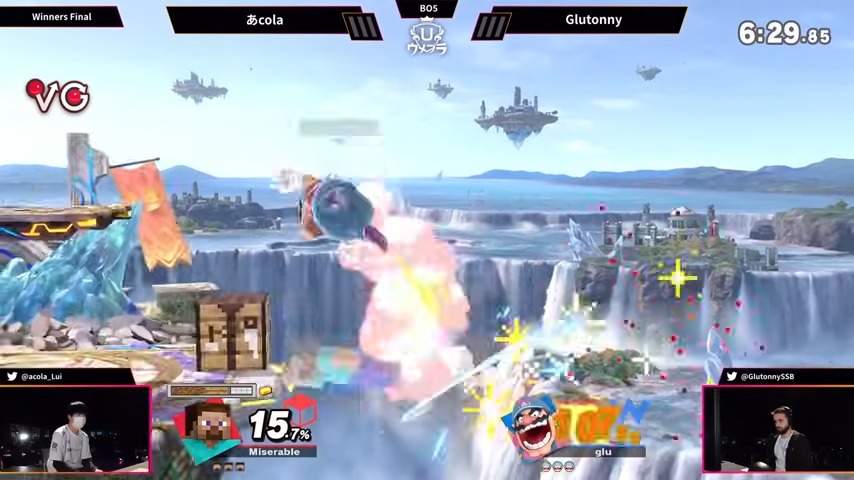 Winners Final
あcola
BO5
Glutonny
ウメブラ
6:29.85
@acola_Lui
@GlutonnySSB
15.7%
Miserable
glu